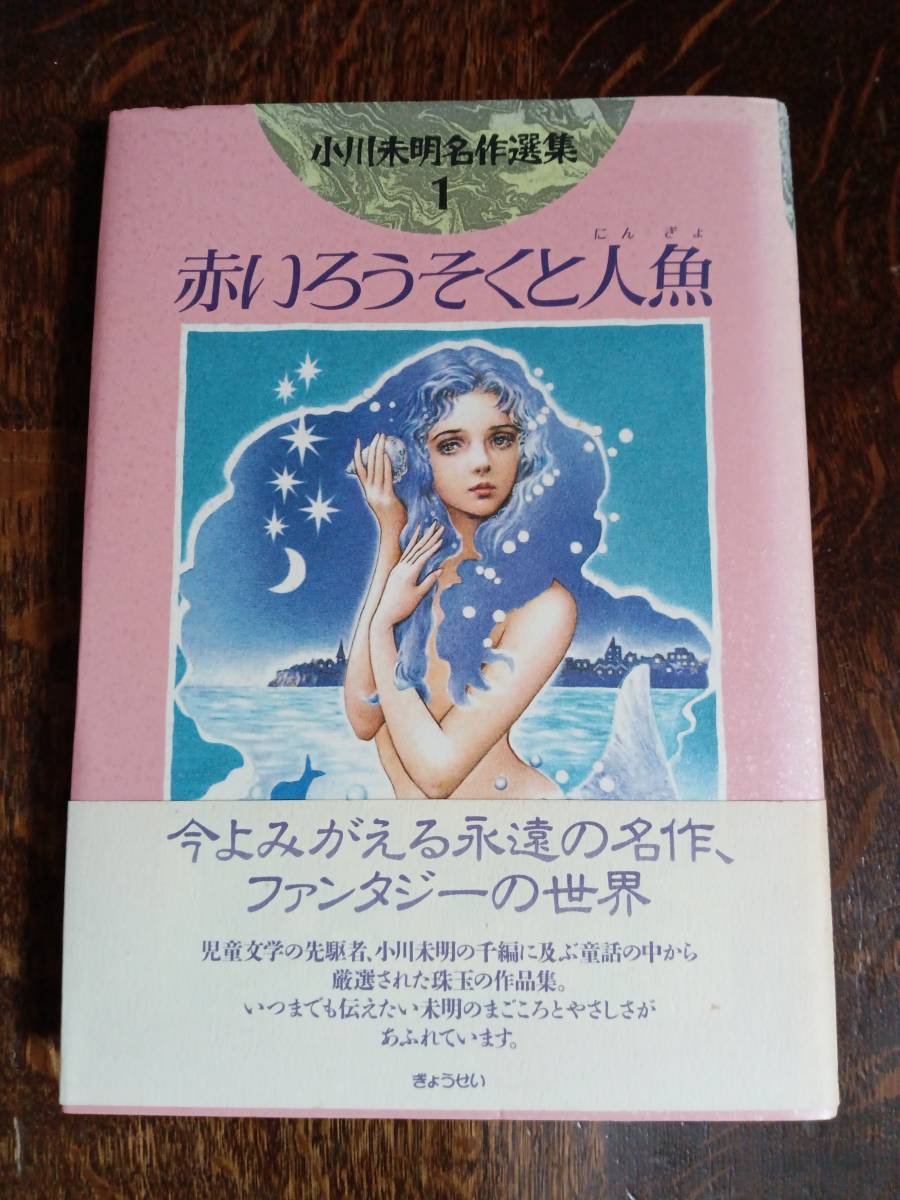 小川未明名作選集
1
にんぎょ
赤いろうそくと人魚
今よみがえる永遠の名作、
ファンタジーの世界
児童文学の先駆者、小川未明の千編に及ぶ童話の中から
厳選された珠玉の作品集。
いつまでも伝えたい未明のまごころとやさしさが
あふれています。
ぎょうせい